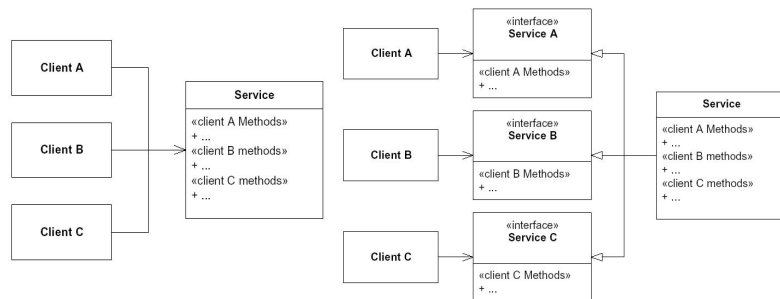 Client A
Client B
Client C
Service
«client A Methods»
+ ...
«client B methods»
+ ...
«client C methods»
+ ...
Client A
Client B
Client C
«interface»
Service A
«client A Methods»
+ ...
«interface»
Service B
«client B Methods»
+ ...
«interface»
Service C
«client C Methods»
+ ...
Service
«client A Methods»
+ ...
«client B methods»
+ ...
«client C methods»
+ ...